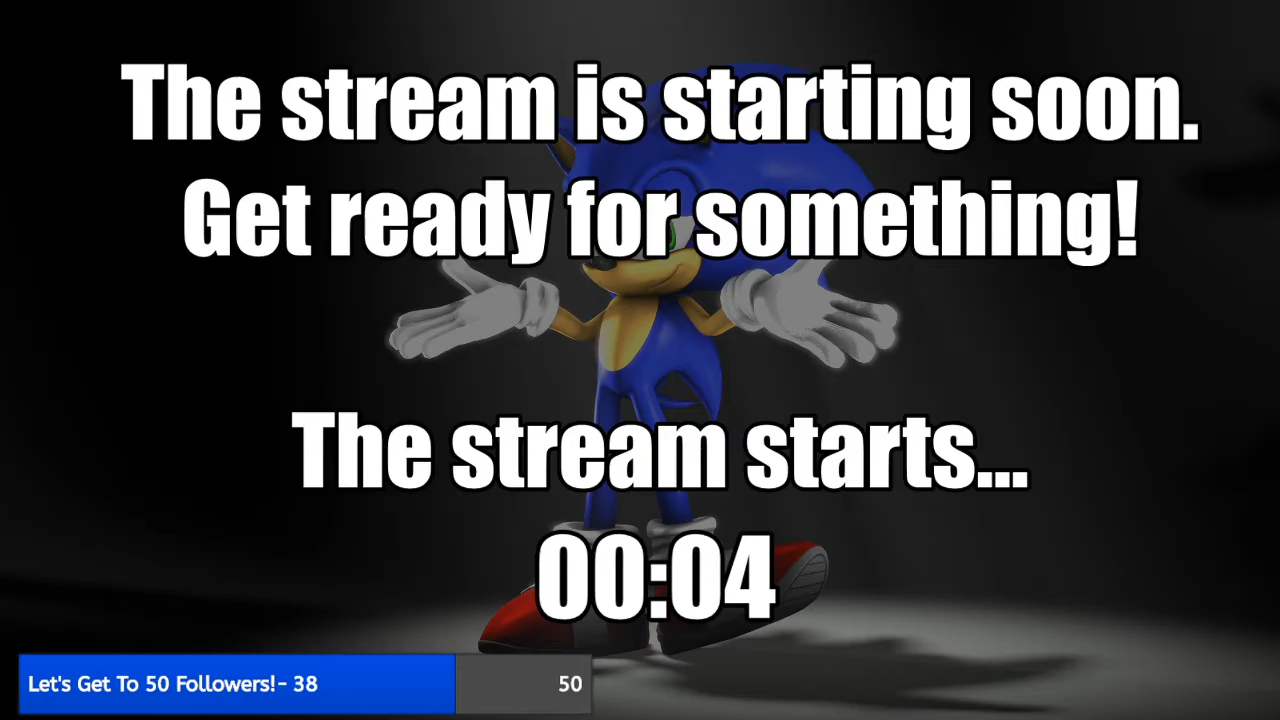 The stream is starting soon.
Get ready for something!
The stream starts...
00:04
Let's Get To 50 Followers!- 38
50